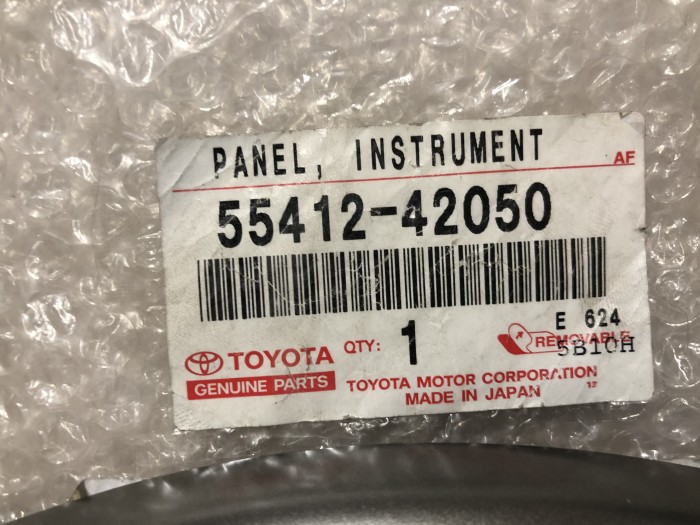 PANEL, INSTRUMENT
AF
55412-42050
TOYOTA
GENUINE PARTS
QTY: 1
E 624
REMOVABLE
5B10H
TOYOTA MOTOR CORPORATION
MADE IN JAPAN
12